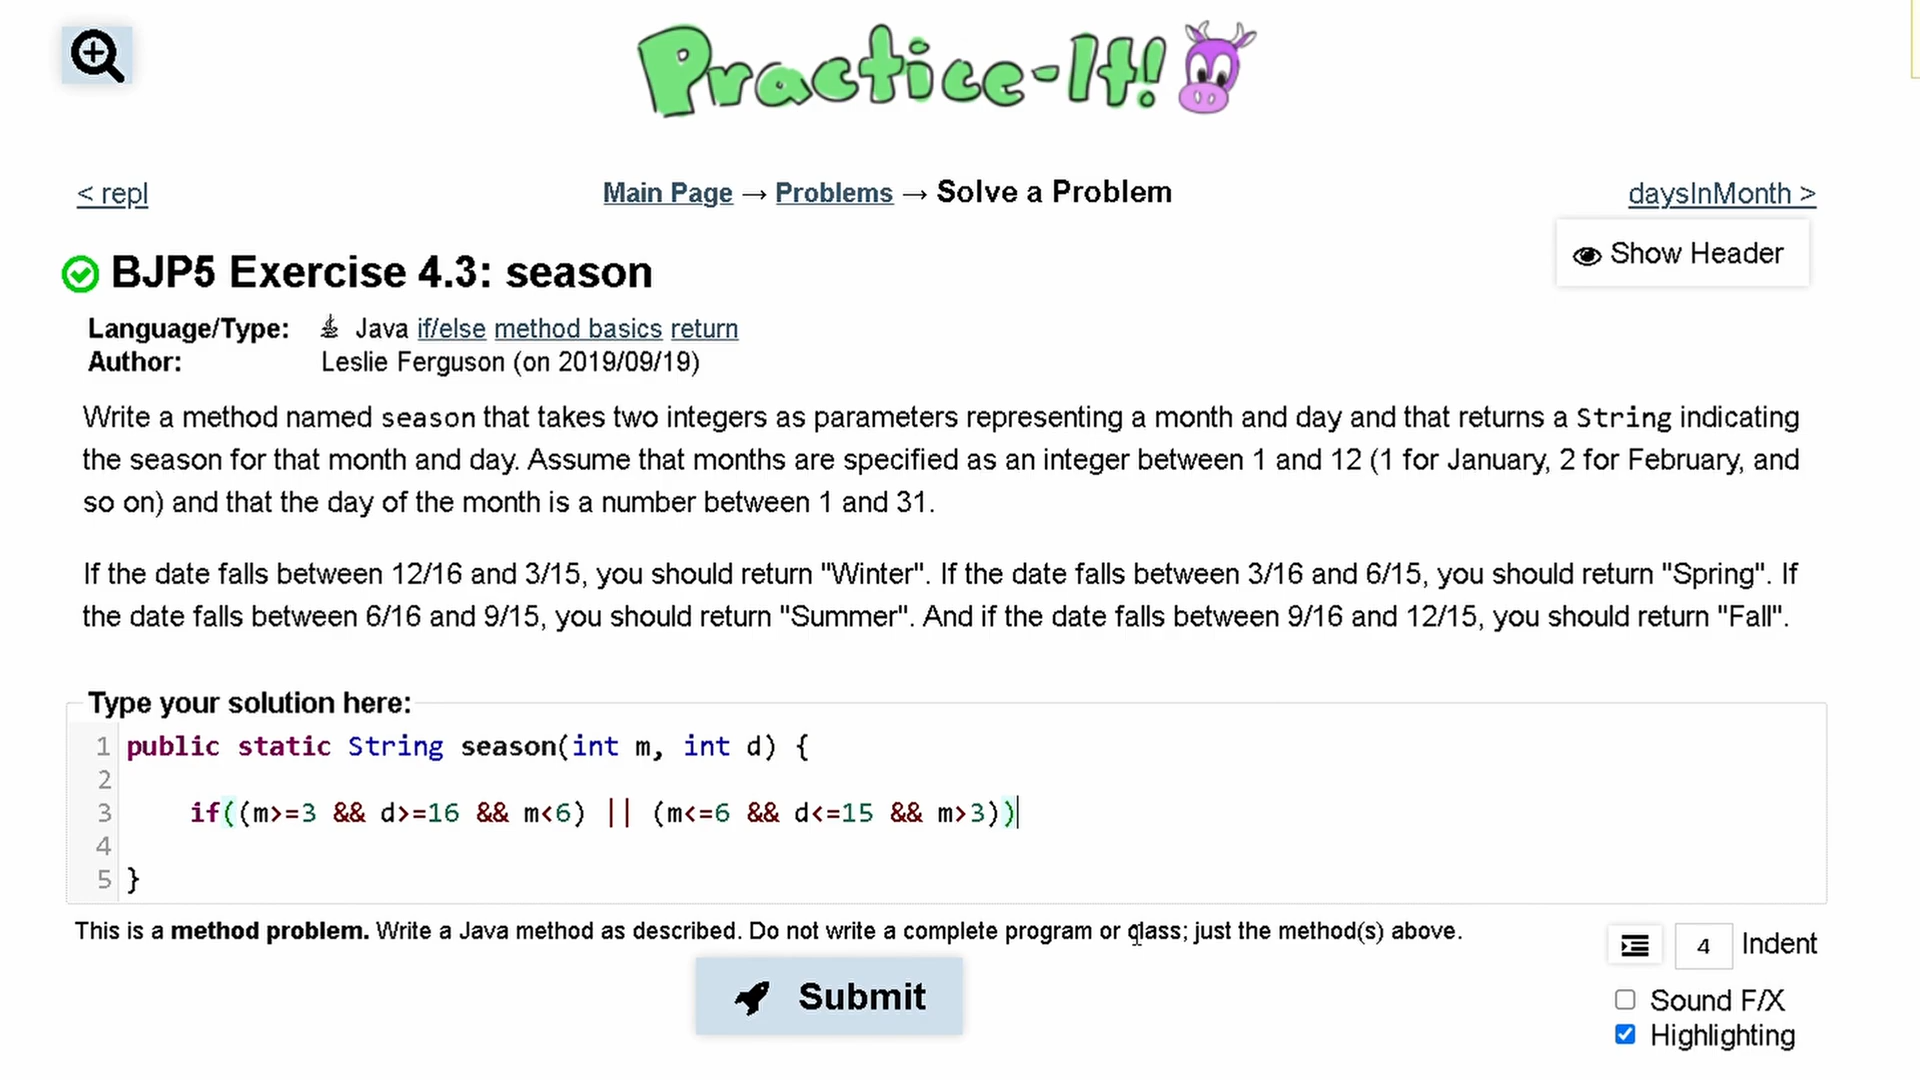 Practice-It!
< repl
Main Page → Problems → Solve a Problem
daysInMonth >
Show Header
BJP5 Exercise 4.3: season
Language/Type: Java if/else method basics return
Author: Leslie Ferguson (on 2019/09/19)
Write a method named season that takes two integers as parameters representing a month and day and that returns a String indicating
the season for that month and day. Assume that months are specified as an integer between 1 and 12 (1 for January, 2 for February, and
so on) and that the day of the month is a number between 1 and 31.
If the date falls between 12/16 and 3/15, you should return "Winter". If the date falls between 3/16 and 6/15, you should return "Spring". If
the date falls between 6/16 and 9/15, you should return "Summer". And if the date falls between 9/16 and 12/15, you should return "Fall".
Type your solution here:
1 public static String season(int m, int d) {
2
3 if((m>=3 && d>=16 && m<6) || (m<=6 && d<=15 && m>3))
4
5 }
This is a method problem. Write a Java method as described. Do not write a complete program or class; just the method(s) above.
4 Indent
Submit
Sound F/X
Highlighting